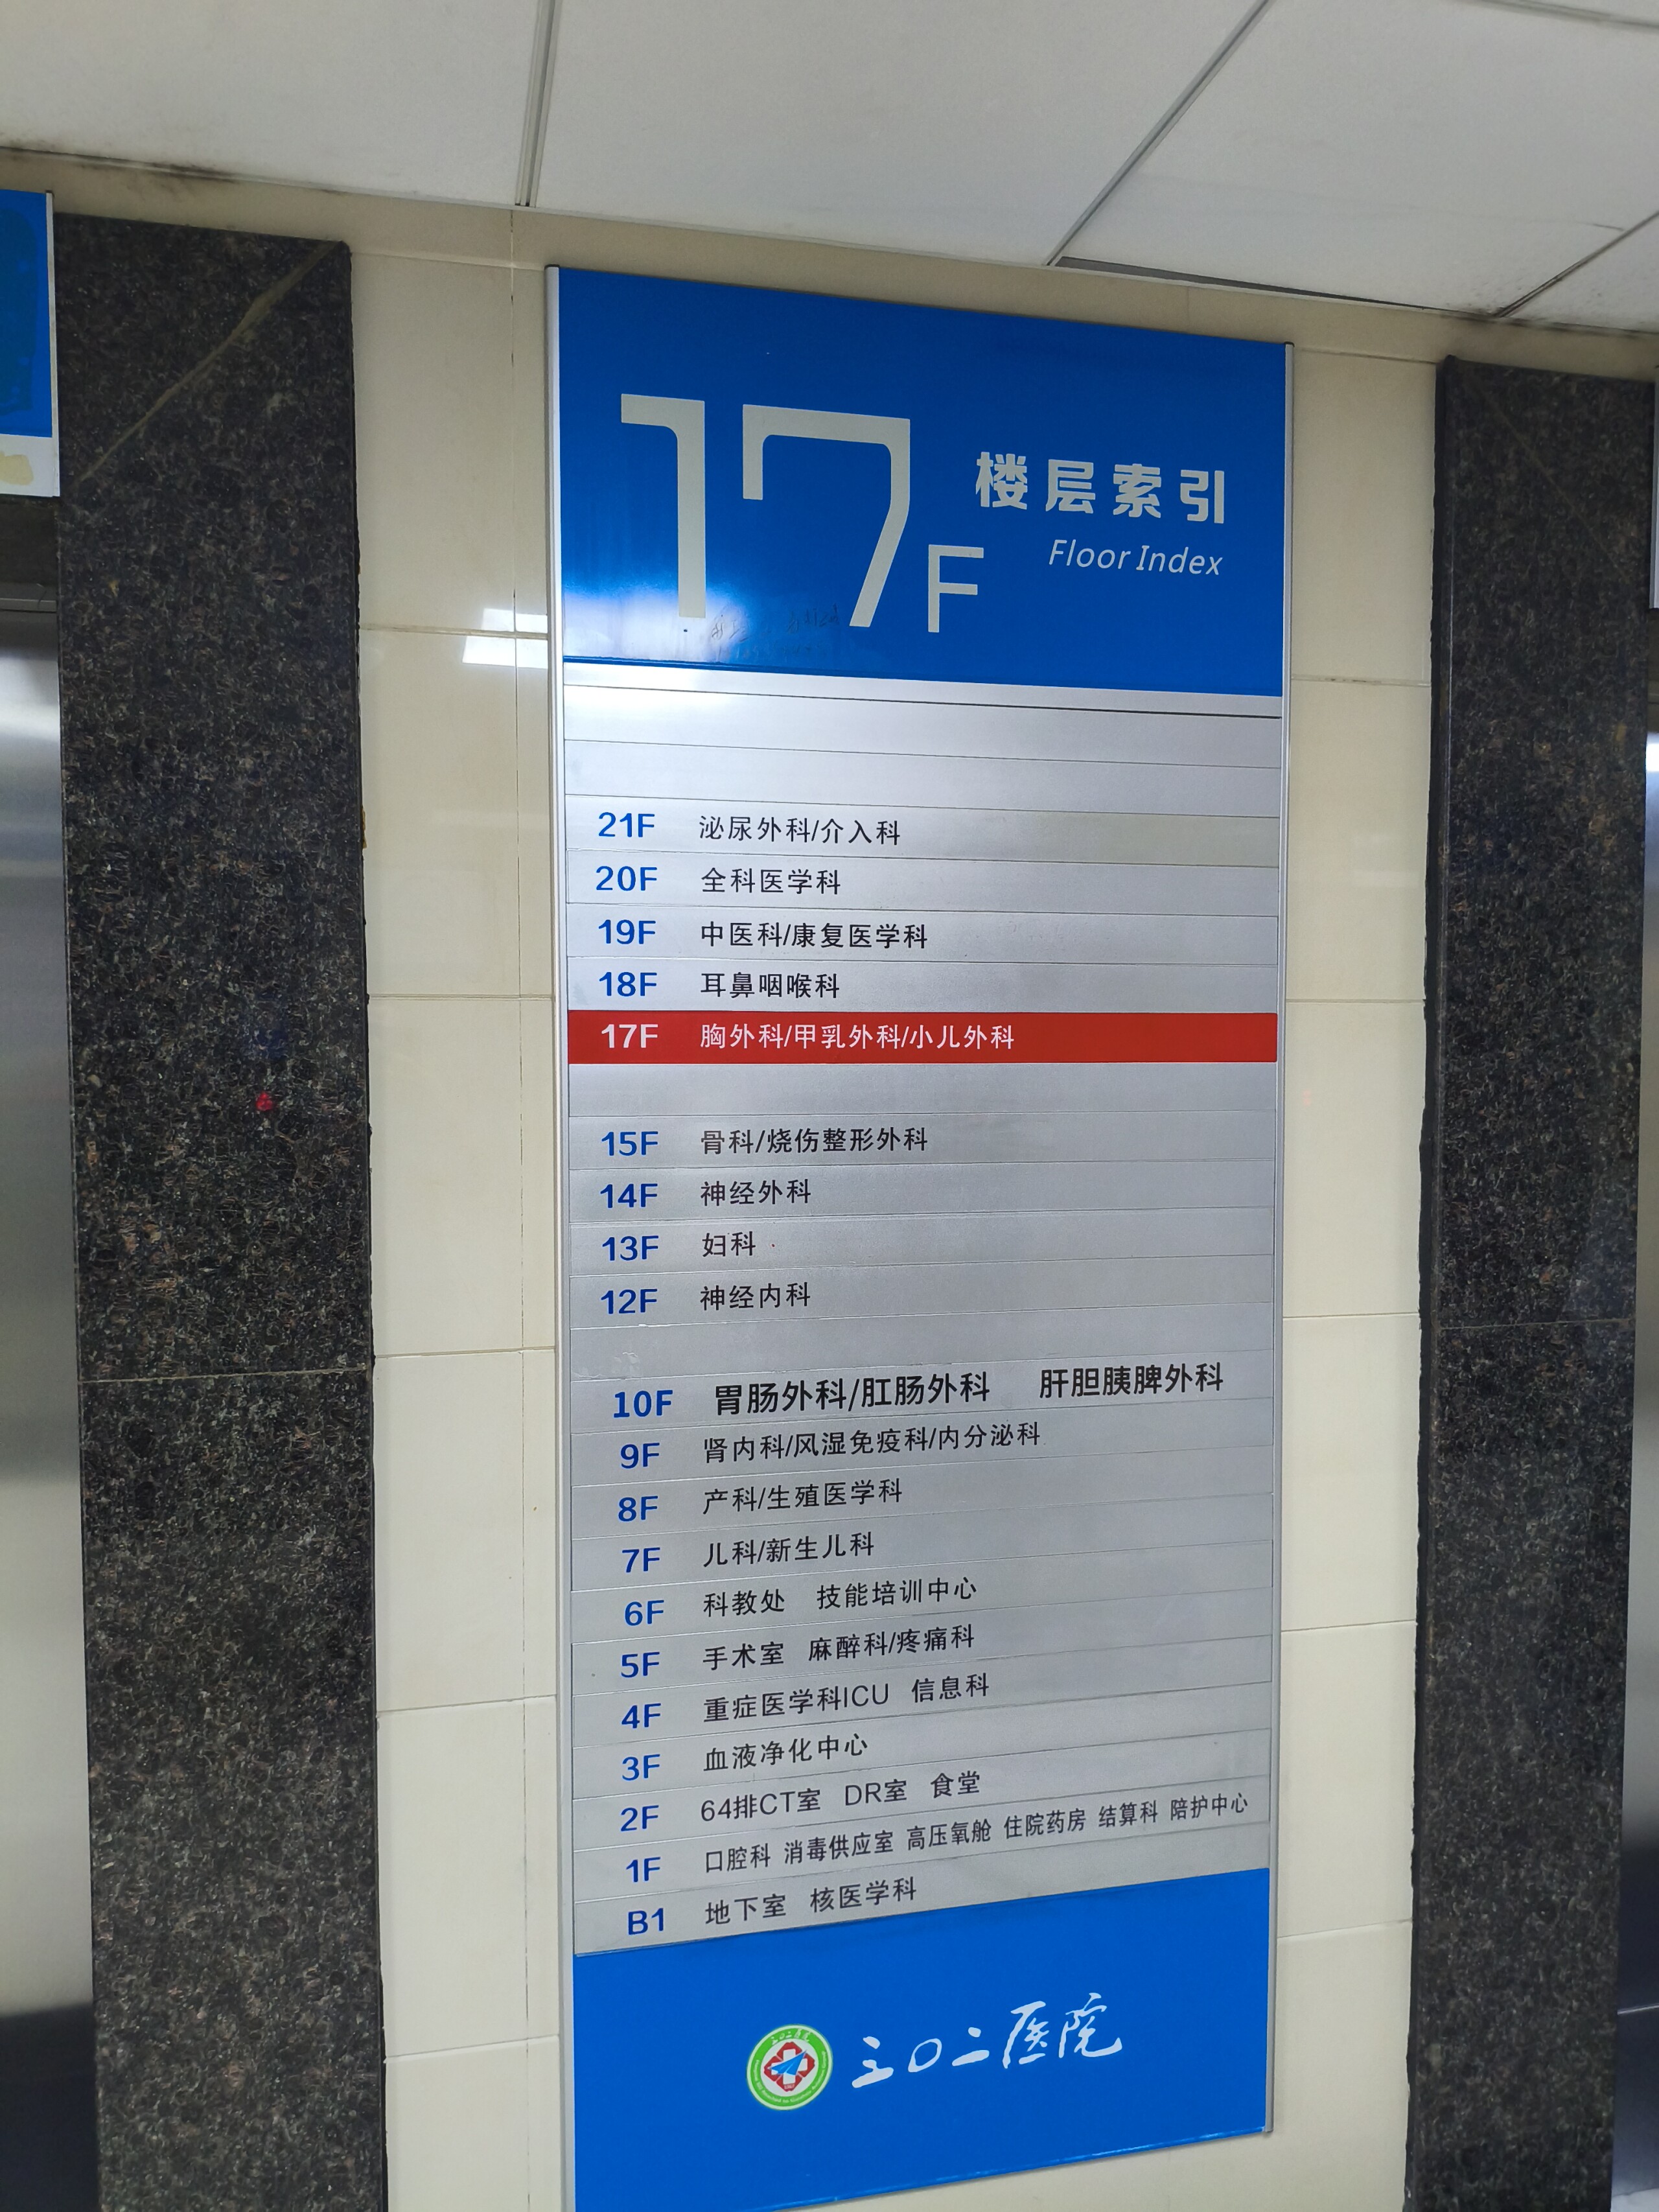 17F
楼层索引
Floor Index
21F 泌尿外科/介入科
20F 全科医学科
19F 中医科/康复医学科
18F 耳鼻咽喉科
17F 胸外科/甲乳外科/小儿外科
15F 骨科/烧伤整形外科
14F 神经外科
13F 妇科
12F 神经内科
10F 胃肠外科/肛肠外科 肝胆胰脾外科
9F 肾内科/风湿免疫科/内分泌科
8F 产科/生殖医学科
7F 儿科/新生儿科
6F 科教处 技能培训中心
5F 手术室 麻醉科/疼痛科
4F 重症医学科ICU 信息科
3F 血液净化中心
2F 64排CT室 DR室 食堂
1F 口腔科 消毒供应室 高压氧舱 住院药房 结算科 陪护中心
B1 地下室 核医学科
三〇二医院